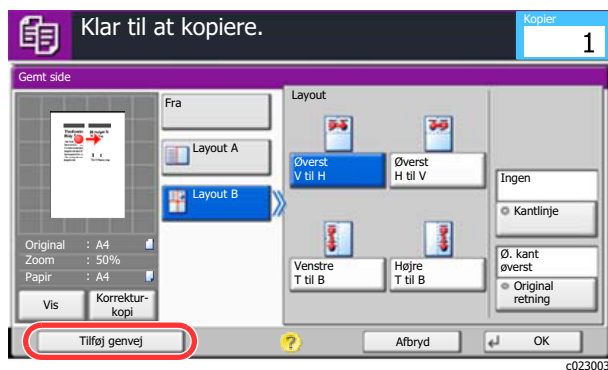 Klar til at kopiere.
Kopier
1
Gemt side
Fra
Layout A
Layout B
Layout
Øverst
V til H
Øverst
H til V
Venstre
T til B
Højre
T til B
Ingen
Kantlinje
Ø. kant
øverst
Original
retning
Original : A4
Zoom : 50%
Papir : A4
Vis
Korrektur-
kopi
Tilføj genvej
?
Afbryd
OK
c023003